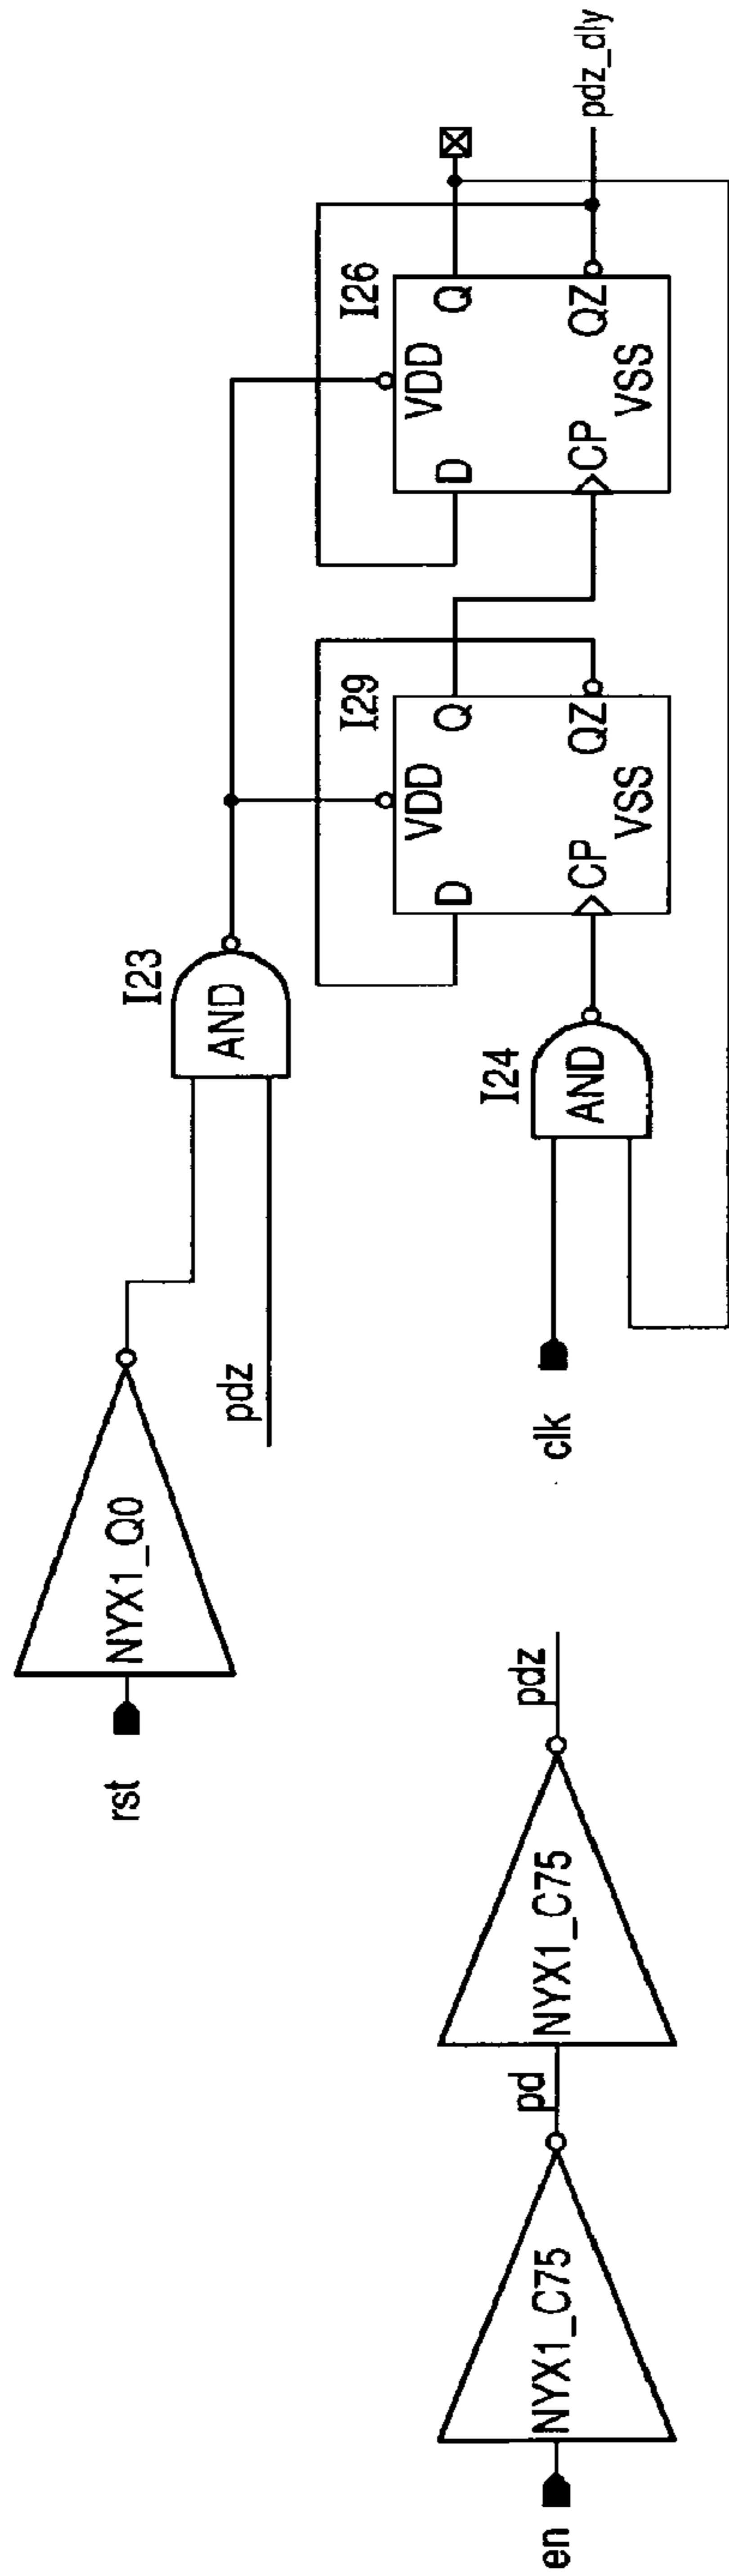 rst
NYX1_Q0
pdz
I23
AND
I29
VDD
D
Q
CP
QZ
VSS
I26
VDD
D
Q
CP
QZ
VSS
pdz_dly
clk
I24
AND
en
NYX1_C75
pd
NYX1_C75
pdz